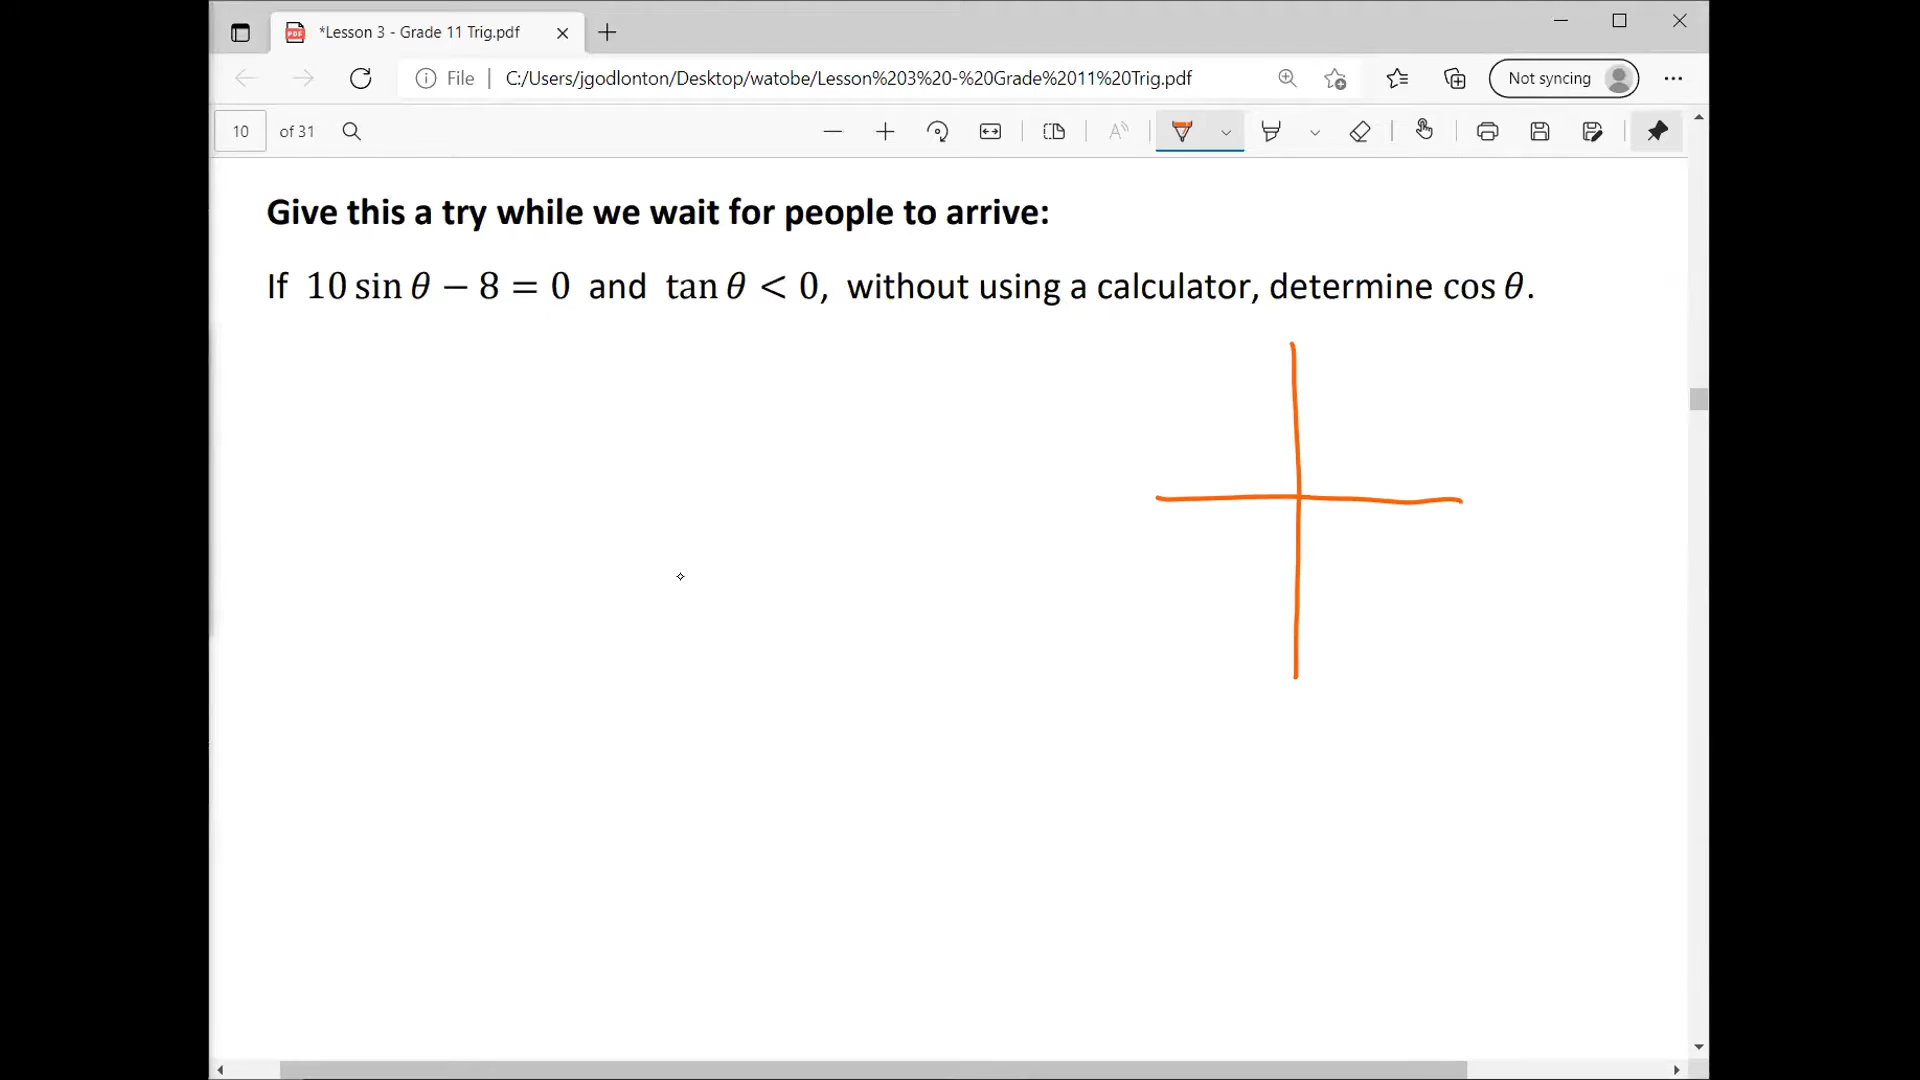 *Lesson 3 - Grade 11 Trig.pdf
File | C:/Users/jgodlonton/Desktop/watobe/Lesson%203%20-%20Grade%2011%20Trig.pdf
Not syncing
10 of 31
Give this a try while we wait for people to arrive:
If 10 sin θ − 8 = 0 and tan θ < 0, without using a calculator, determine cos θ.